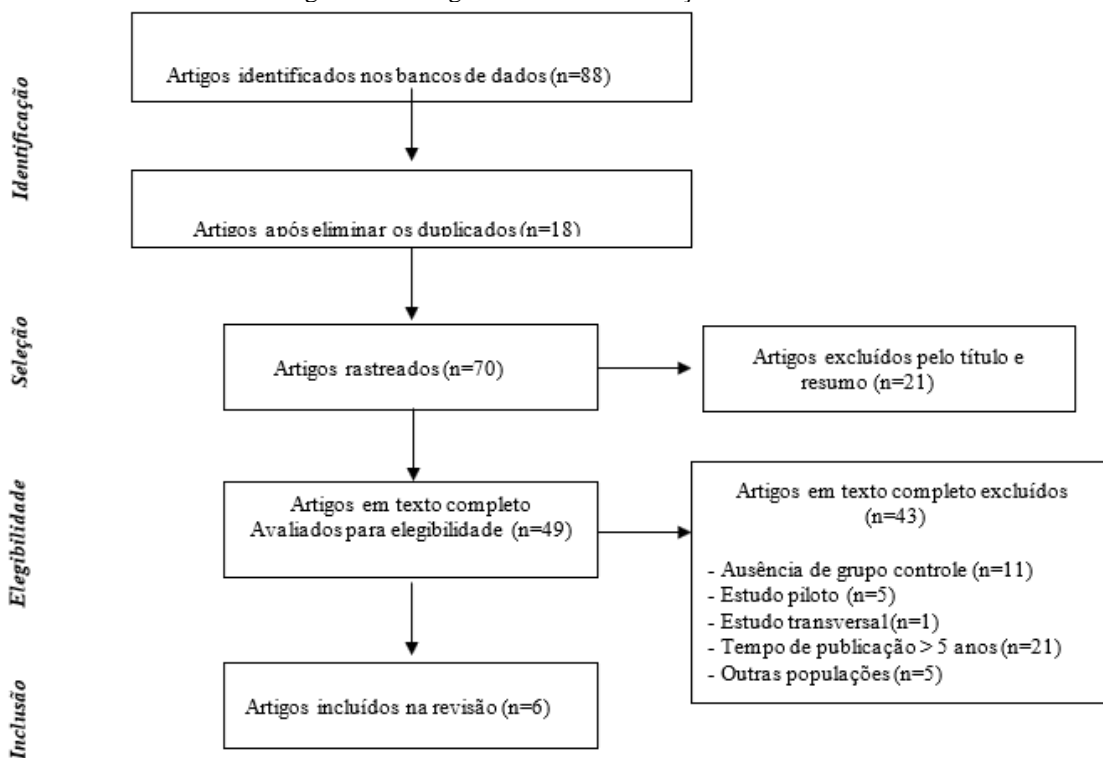 Artigos identificados nos bancos de dados (n=88)
Identificação
Artigos após eliminar os duplicados (n=18)
Seleção
Artigos rastreados (n=70)
Artigos excluídos pelo título e
resumo (n=21)
Elegibilidade
Artigos em texto completo
Avaliados para elegibilidade (n=49)
Artigos em texto completo excluídos
(n=43)
- Ausência de grupo controle (n=11)
- Estudo piloto (n=5)
- Estudo transversal (n=1)
- Tempo de publicação > 5 anos (n=21)
- Outras populações (n=5)
Inclusão
Artigos incluídos na revisão (n=6)